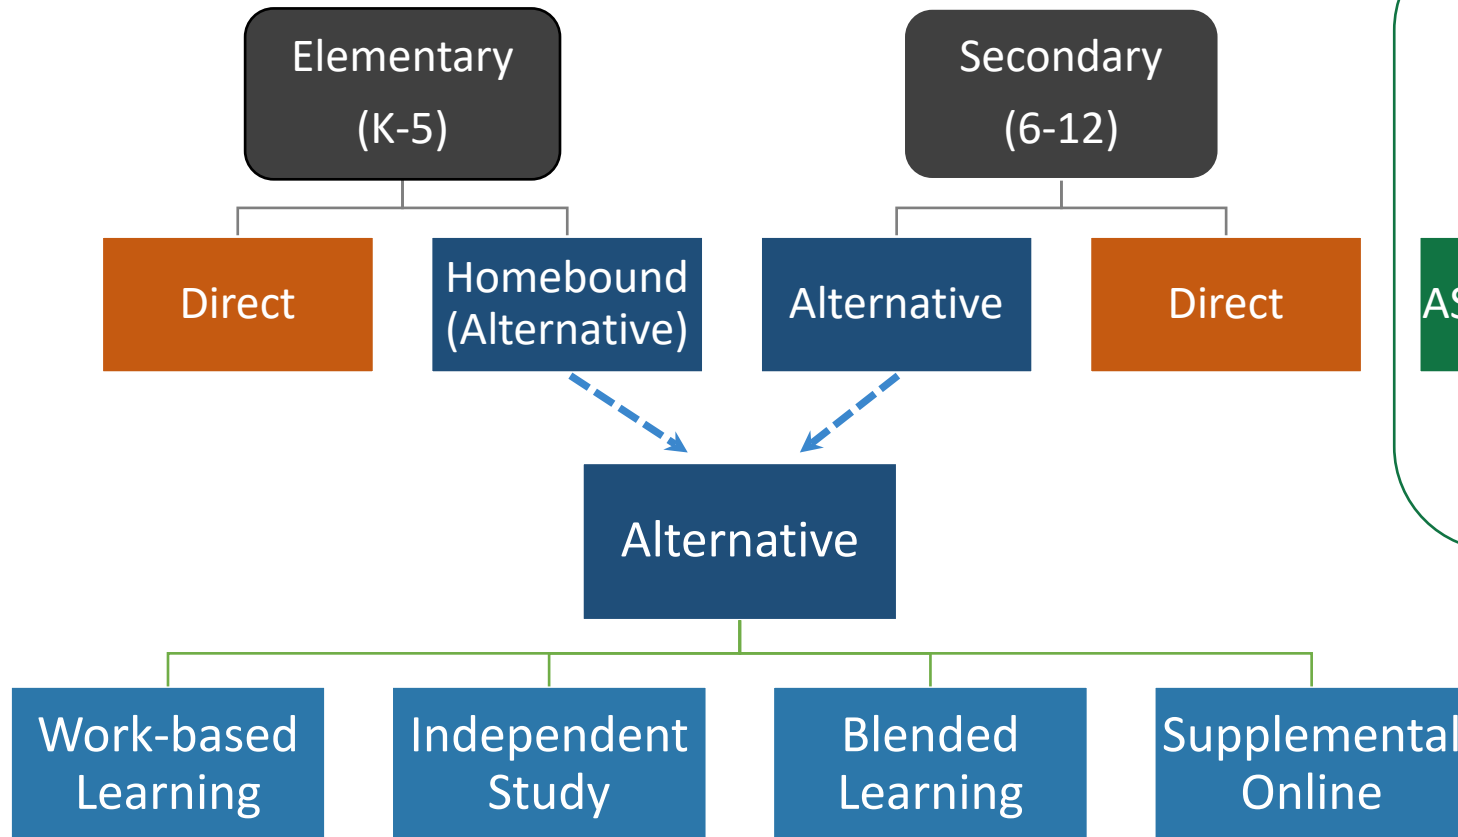 Elementary
(K-5)
Secondary
(6-12)
Direct
Homebound
(Alternative)
Alternative
Direct
Alternative
Work-based
Learning
Independent
Study
Blended
Learning
Supplemental
Online